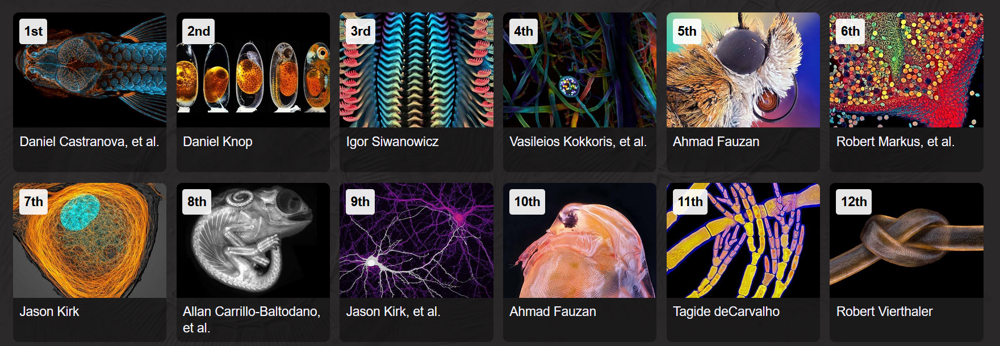 1st
2nd
3rd
4th
5th
6th
Daniel Castranova, et al.
Daniel Knop
Igor Siwanowicz
Vasileios Kokkoris, et al.
Ahmad Fauzan
Robert Markus, et al.
7th
8th
9th
10th
11th
12th
Jason Kirk
Allan Carrillo-Baltodano,
et al.
Jason Kirk, et al.
Ahmad Fauzan
Tagide deCarvalho
Robert Vierthaler